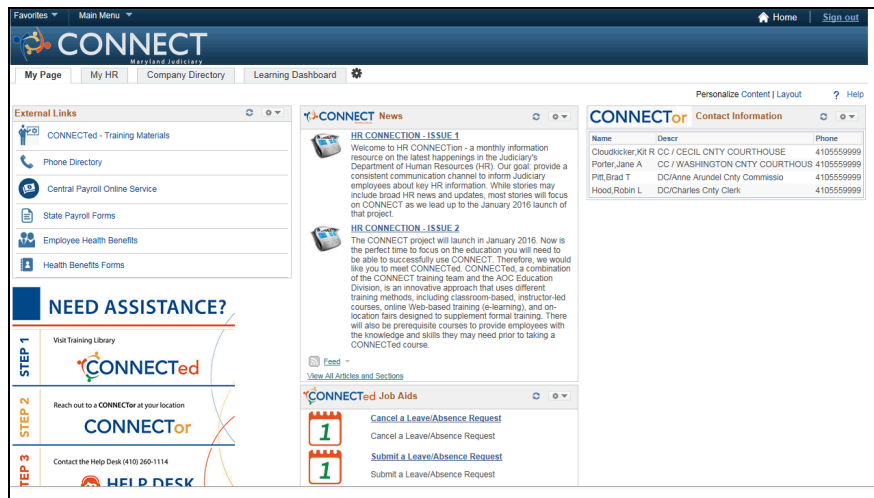 Favorites Main Menu
Home Sign out
CONNECT
Maryland Judiciary
My Page My HR Company Directory Learning Dashboard
Personalize Content | Layout ? Help
External Links
CONNECTed - Training Materials
Phone Directory
Central Payroll Online Service
State Payroll Forms
Employee Health Benefits
Health Benefits Forms
NEED ASSISTANCE?
STEP 1
Visit Training Library
CONNECTed
STEP 2
Reach out to a CONNECTor at your location
CONNECTor
STEP 3
Contact the Help Desk (410) 260-1114
HELP DESK
CONNECT News
HR CONNECTION - ISSUE 1
Welcome to HR CONNECTion - a monthly information
resource on the latest happenings in the Judiciary's
Department of Human Resources (HR). Our goal: provide a
consistent communication channel to inform Judiciary
employees about key HR information. While stories may
include broad HR news and updates, most stories will focus
on CONNECT as we lead up to the January 2016 launch of
that project.
HR CONNECTION - ISSUE 2
The CONNECT project will launch in January 2016. Now is
the perfect time to focus on the education you will need to
be able to successfully use CONNECT. Therefore, we would
like you to meet CONNECTed. CONNECTed, a combination
of the CONNECT training team and the AOC Education
Division, is an innovative approach that uses different
training methods, including classroom-based, instructor-led
courses, online Web-based training (e-learning), and on-
location fairs designed to supplement formal training. There
will also be prerequisite courses to provide employees with
the knowledge and skills they may need prior to taking a
CONNECTed course.
Feed
View All Articles and Sections
CONNECTed Job Aids
1
Cancel a Leave/Absence Request
Cancel a Leave/Absence Request
1
Submit a Leave/Absence Request
Submit a Leave/Absence Request
CONNECTor Contact Information
Name Descr Phone
Cloudkicker,Kit R CC / CECIL CNTY COURTHOUSE 4105559999
Porter,Jane A CC / WASHINGTON CNTY COURTHOUS 4105559999
Pitt,Brad T DC/Anne Arundel Cnty Commissio 4105559999
Hood,Robin L DC/Charles Cnty Clerk 4105559999